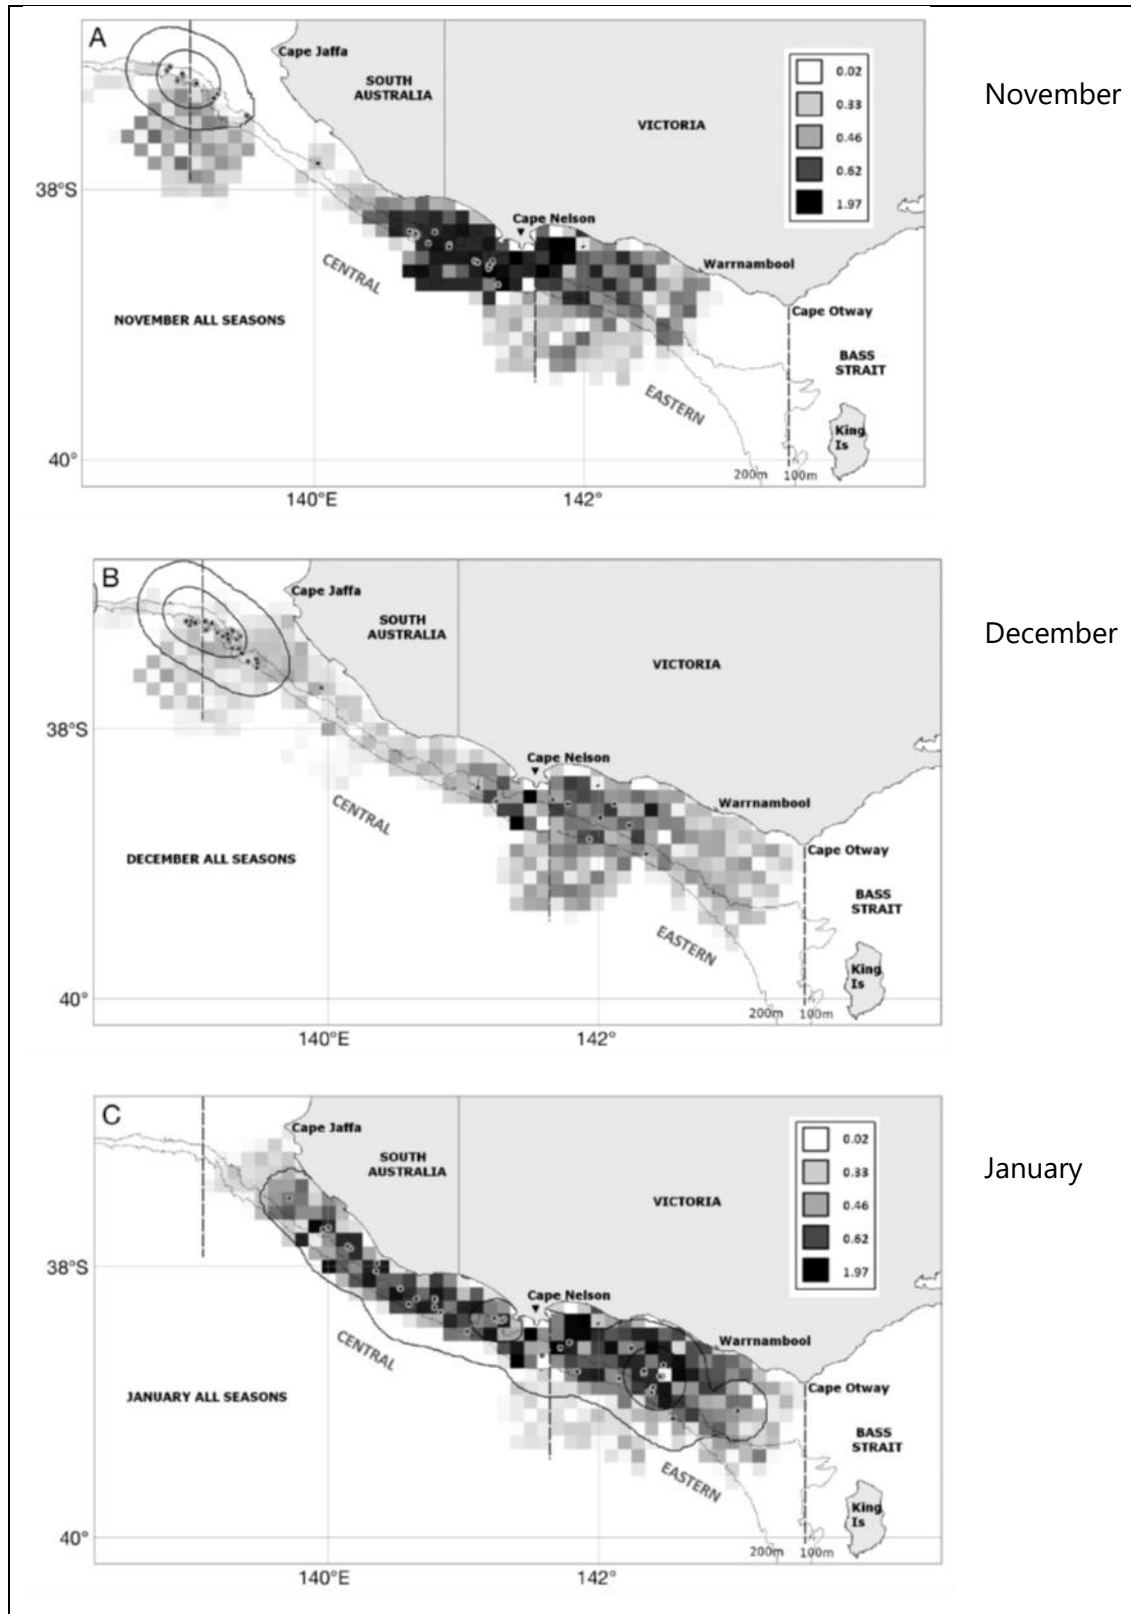 A
Cape Jaffa
SOUTH
AUSTRALIA
VICTORIA
0.02
0.33
0.46
0.62
1.97
November
38°S
Cape Nelson
Warrnambool
CENTRAL
NOVEMBER ALL SEASONS
Cape Otway
BASS
STRAIT
EASTERN
King
Is
40°
200m 100m
140°E
142°
B
Cape Jaffa
SOUTH
AUSTRALIA
VICTORIA
December
38°S
Cape Nelson
Warrnambool
CENTRAL
DECEMBER ALL SEASONS
Cape Otway
BASS
STRAIT
EASTERN
King
Is
40°
200m 100m
140°E
142°
C
Cape Jaffa
SOUTH
AUSTRALIA
VICTORIA
0.02
0.33
0.46
0.62
1.97
January
38°S
Cape Nelson
Warrnambool
CENTRAL
JANUARY ALL SEASONS
Cape Otway
BASS
STRAIT
EASTERN
King
Is
40°
200m 100m
140°E
142°